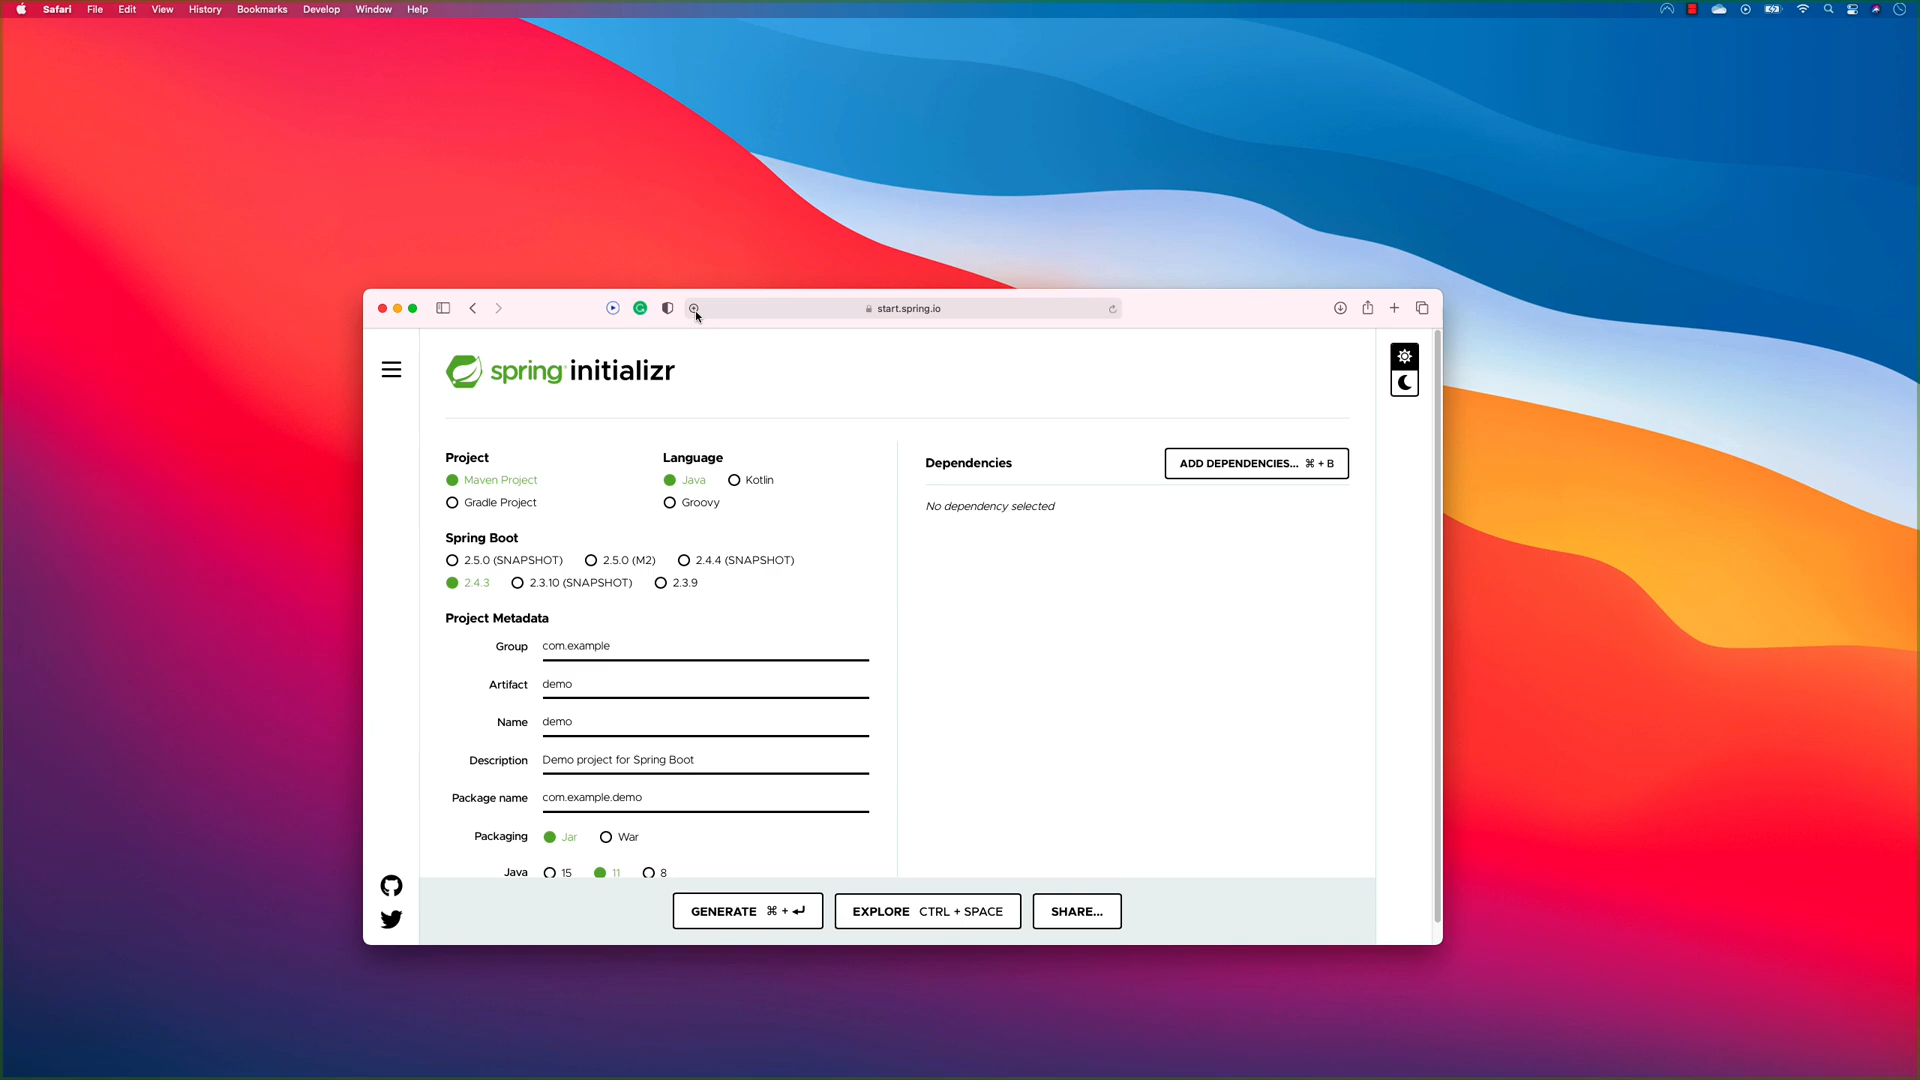 Safari File Edit View History Bookmarks Develop Window Help
start.spring.io
spring initializr
Project
Maven Project
Gradle Project
Language
Java Kotlin
Groovy
Dependencies
ADD DEPENDENCIES... ⌘ + B
No dependency selected
Spring Boot
2.5.0 (SNAPSHOT) 2.5.0 (M2) 2.4.4 (SNAPSHOT)
2.4.3 2.3.10 (SNAPSHOT) 2.3.9
Project Metadata
Group com.example
Artifact demo
Name demo
Description Demo project for Spring Boot
Package name com.example.demo
Packaging Jar War
Java 15 11 8
GENERATE ⌘ + ↵ EXPLORE CTRL + SPACE SHARE...